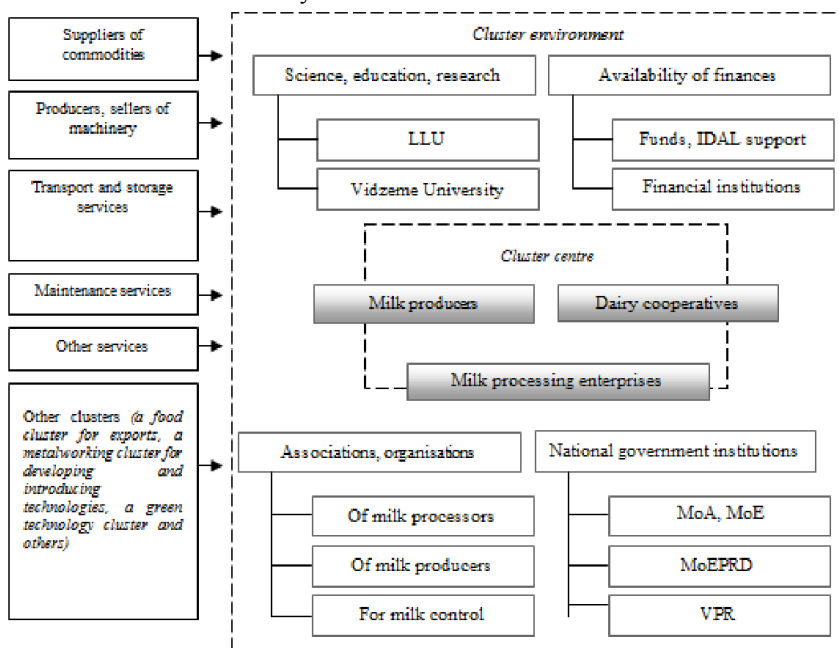 Suppliers of
commodities
Producers, sellers of
machinery
Transport and storage
services
Maintenance services
Other services
Other clusters (a food
cluster for exports, a
metalworking cluster for
developing and
introducing
technologies, a green
technology cluster and
others)
Cluster environment
Science, education, research
LLU
Vidzeme University
Availability of finances
Funds, IDAL support
Financial institutions
Cluster centre
Milk producers
Dairy cooperatives
Milk processing enterprises
Associations, organisations
Of milk processors
Of milk producers
For milk control
National government institutions
MoA, MoE
MoEPRD
VPR